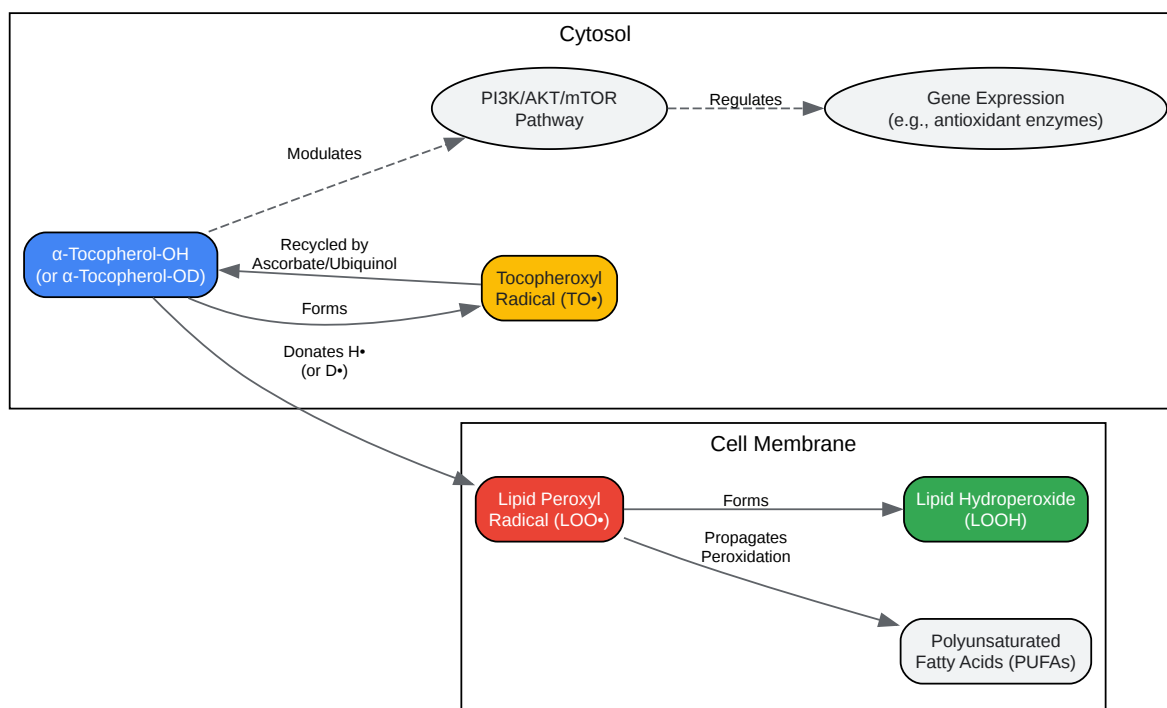 Cytosol
PI3K/AKT/mTOR
Pathway
Regulates
Gene Expression
(e.g., antioxidant enzymes)
Modulates
α-Tocopherol-OH
(or α-Tocopherol-OD)
Recycled by
Ascorbate/Ubiquinol
Tocopheroxyl
Radical (TO•)
Forms
Donates H•
(or D•)
Cell Membrane
Lipid Peroxyl
Radical (LOO•)
Forms
Lipid Hydroperoxide
(LOOH)
Propagates
Peroxidation
Polyunsaturated
Fatty Acids (PUFAs)